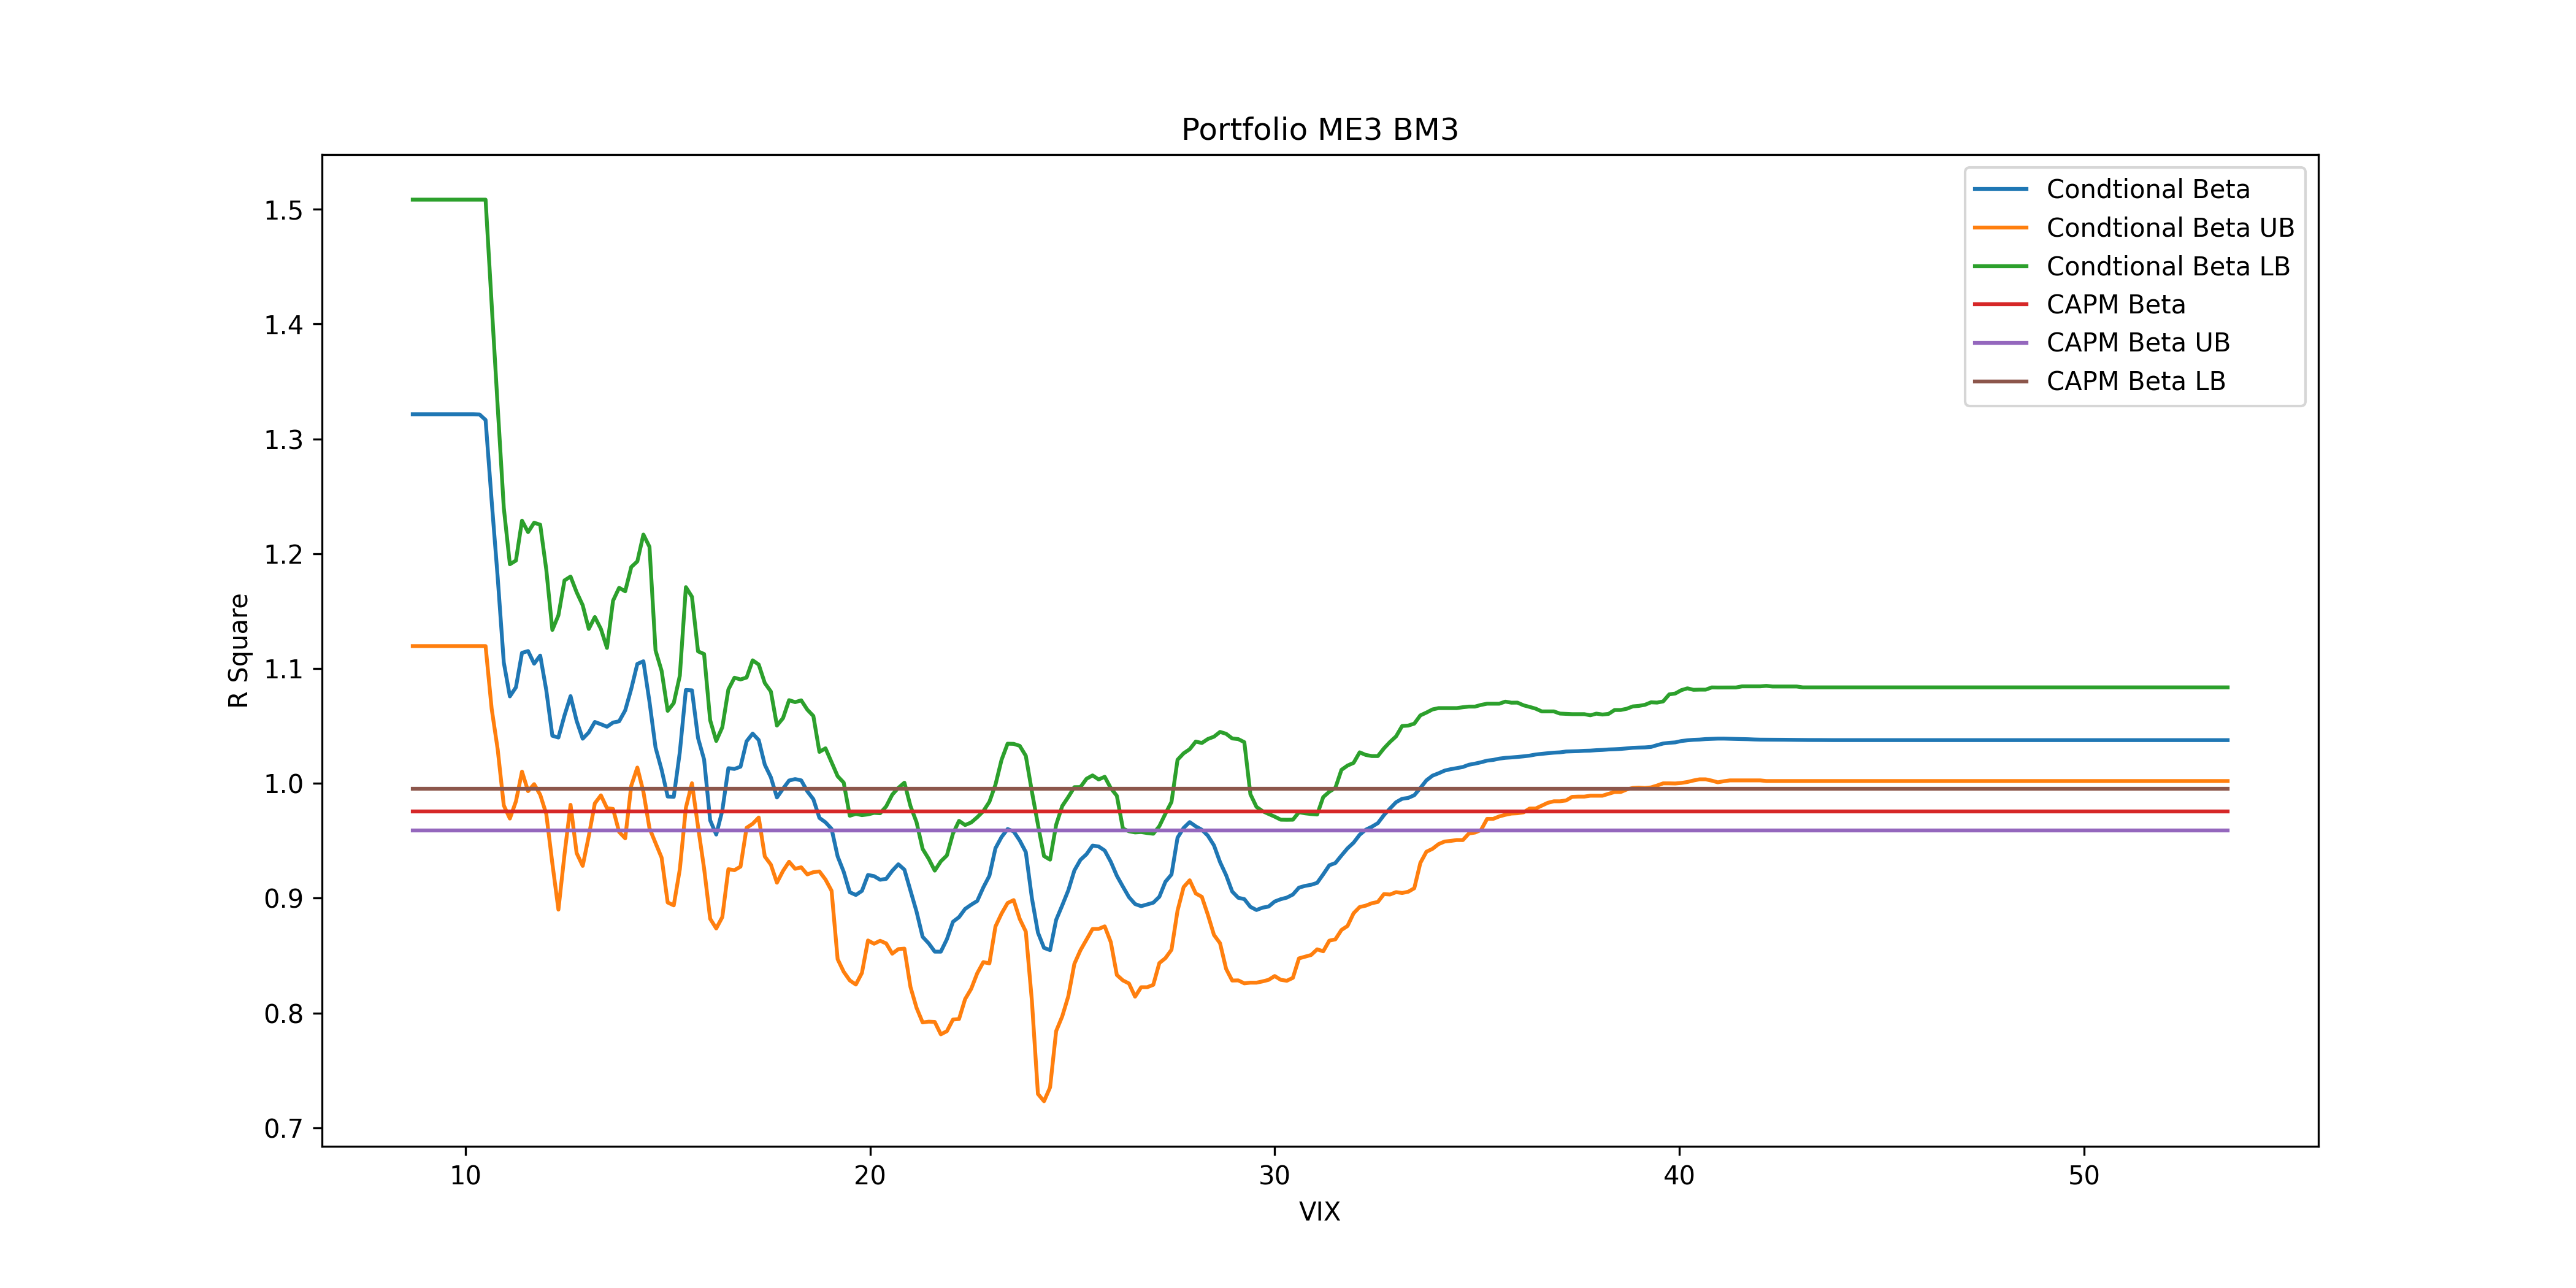 Portfolio ME3 BM3
Condtional Beta
Condtional Beta UB
Condtional Beta LB
CAPM Beta
CAPM Beta UB
CAPM Beta LB
R Square
1.5
1.4
1.3
1.2
1.1
1.0
0.9
0.8
0.7
10 20 30 40 50
VIX